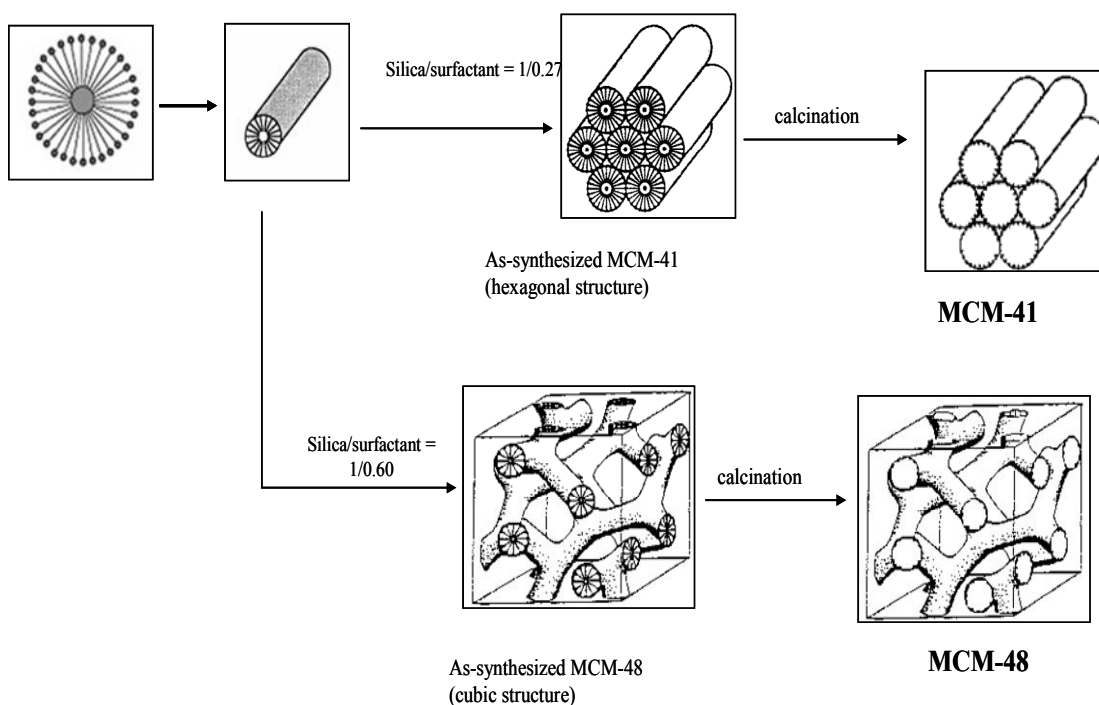 Silica/surfactant = 1/0.27
calcination
As-synthesized MCM-41
(hexagonal structure)
MCM-41
Silica/surfactant =
1/0.60
calcination
As-synthesized MCM-48
(cubic structure)
MCM-48